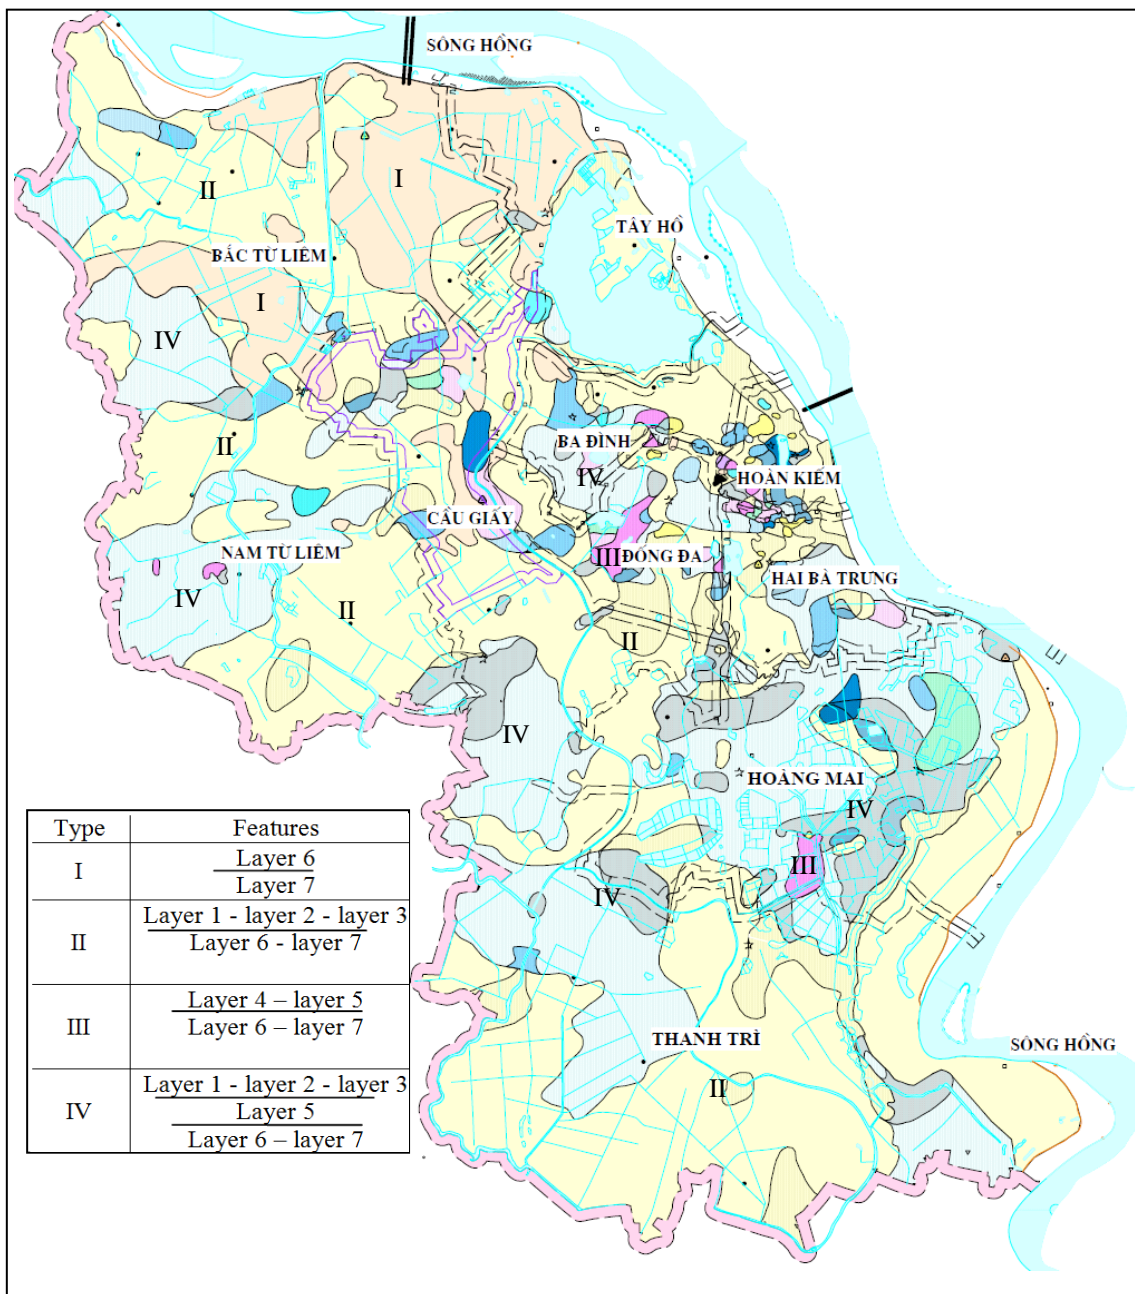 SÔNG HỒNG
I
II
TÂY HỒ
BẮC TỪ LIÊM
I
IV
II
BA ĐÌNH
IV
HOÀN KIẾM
CẦU GIẤY
NAM TỪ LIÊM
III
ĐỐNG ĐA
HAI BÀ TRƯNG
IV
II
II
IV
HOÀNG MAI
IV
III
IV
Type Features
I Layer 6
Layer 7
II Layer 1 - layer 2 - layer 3
Layer 6 - layer 7
III Layer 4 – layer 5
Layer 6 – layer 7
IV Layer 1 - layer 2 - layer 3
Layer 5
Layer 6 – layer 7
THANH TRÌ
SÔNG HỒNG
II